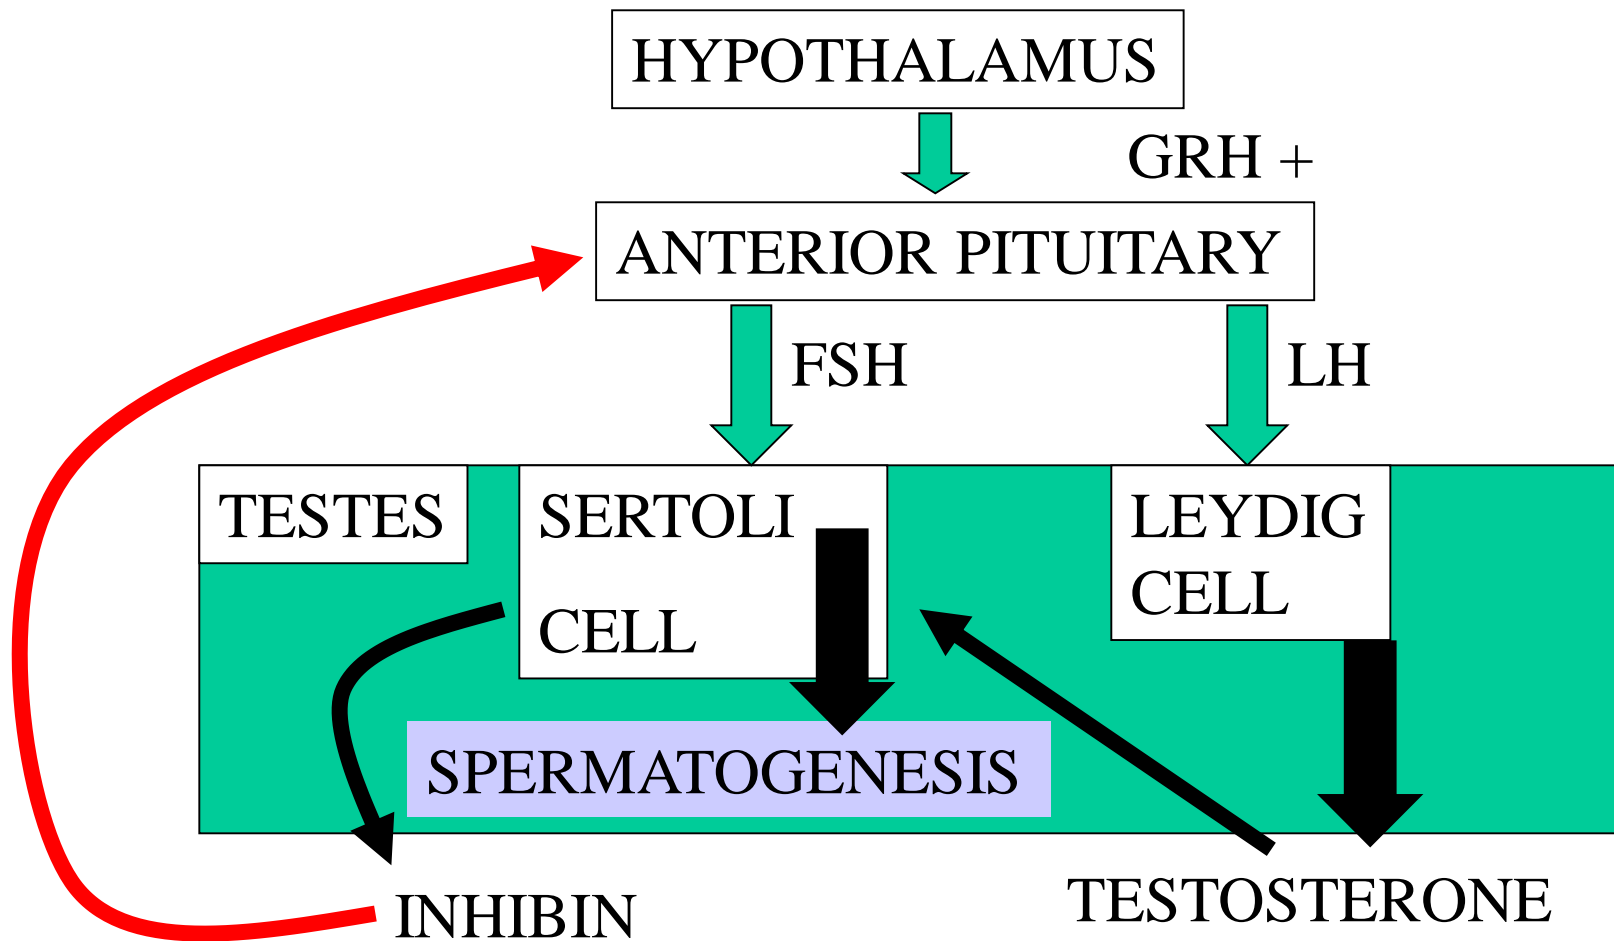 HYPOTHALAMUS
GRH +
ANTERIOR PITUITARY
FSH
LH
TESTES
SERTOLI
CELL
LEYDIG
CELL
SPERMATOGENESIS
INHIBIN
TESTOSTERONE